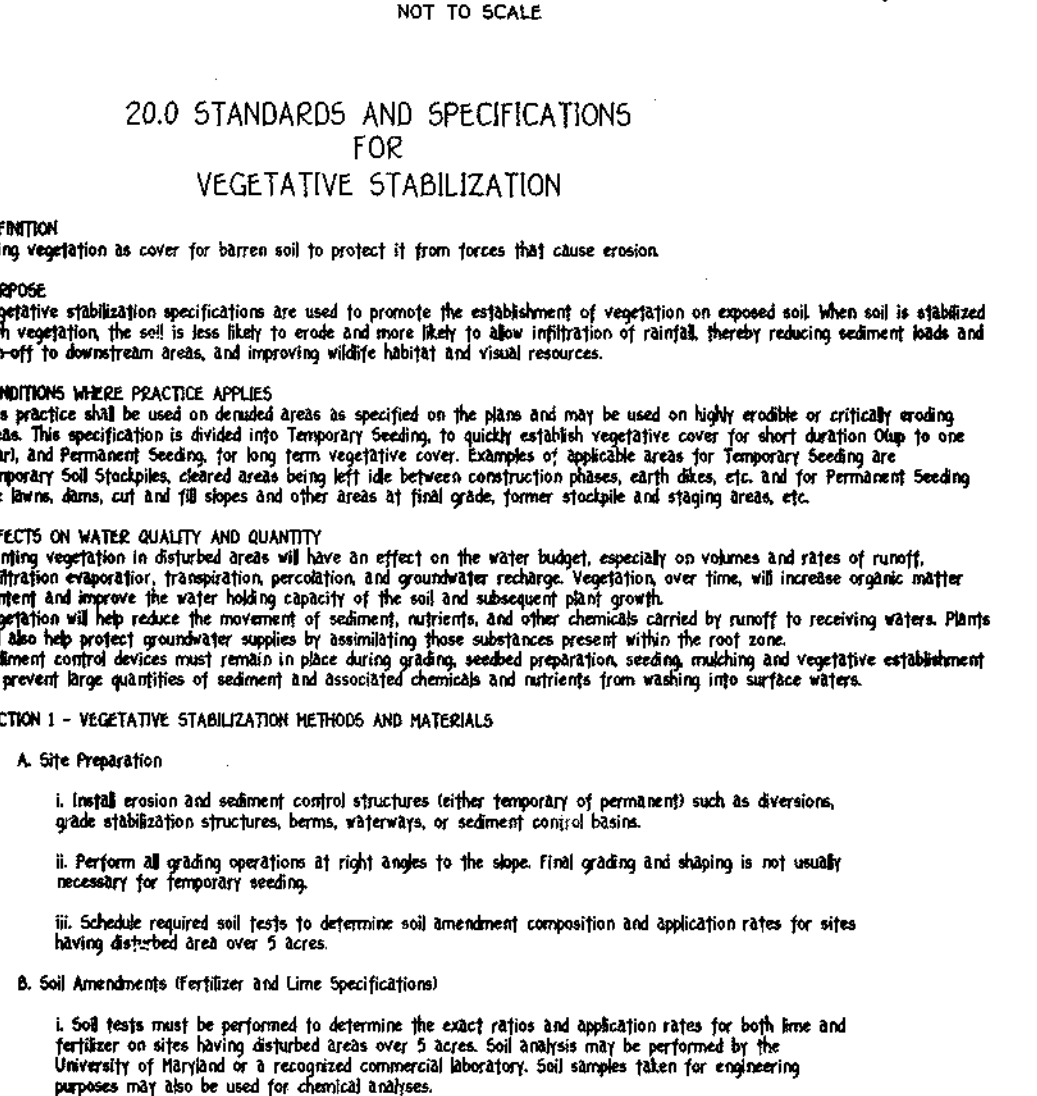 NOT TO SCALE
20.0 STANDARDS AND SPECIFICATIONS
FOR
VEGETATIVE STABILIZATION
FINITION
ing vegetation as cover for barren soil to protect it from forces that cause erosion.
RPOSE
getative stabilization specifications are used to promote the establishment of vegetation on exposed soil. When soil is stabilized
h vegetation, the soil is less likely to erode and more likely to allow infiltration of rainfall, thereby reducing sediment loads and
-off to downstream areas, and improving wildlife habitat and visual resources.
NDITIONS WHERE PRACTICE APPLIES
s practice shall be used on denuded areas as specified on the plans and may be used on highly erodible or critically eroding
eas. This specification is divided into Temporary Seeding, to quickly establish vegetative cover for short duration (up to one
ar), and Permanent Seeding, for long term vegetative cover. Examples of applicable areas for Temporary Seeding are
mporary Soil Stockpiles, cleared areas being left idle between construction phases, earth dikes, etc. and for Permanent Seeding
e lawns, dams, cut and fill slopes and other areas at final grade, former stockpile and staging areas, etc.
FECTS ON WATER QUALITY AND QUANTITY
nting vegetation in disturbed areas will have an effect on the water budget, especially on volumes and rates of runoff,
iltration evaporation, transpiration, percolation, and groundwater recharge. Vegetation, over time, will increase organic matter
ntent and improve the water holding capacity of the soil and subsequent plant growth.
getation will help reduce the movement of sediment, nutrients, and other chemicals carried by runoff to receiving waters. Plants
l also help protect groundwater supplies by assimilating those substances present within the root zone.
diment control devices must remain in place during grading, seedbed preparation, seeding, mulching and vegetative establishment
prevent large quantities of sediment and associated chemicals and nutrients from washing into surface waters.
CTION 1 - VEGETATIVE STABILIZATION METHODS AND MATERIALS
A. Site Preparation
i. Install erosion and sediment control structures (either temporary of permanent) such as diversions,
grade stabilization structures, berms, waterways, or sediment control basins.
ii. Perform all grading operations at right angles to the slope. Final grading and shaping is not usually
necessary for temporary seeding.
iii. Schedule required soil tests to determine soil amendment composition and application rates for sites
having disturbed area over 5 acres.
B. Soil Amendments (Fertilizer and Lime Specifications)
i. Soil tests must be performed to determine the exact ratios and application rates for both lime and
fertilizer on sites having disturbed areas over 5 acres. Soil analysis may be performed by the
University of Maryland or a recognized commercial laboratory. Soil samples taken for engineering
purposes may also be used for chemical analyses.